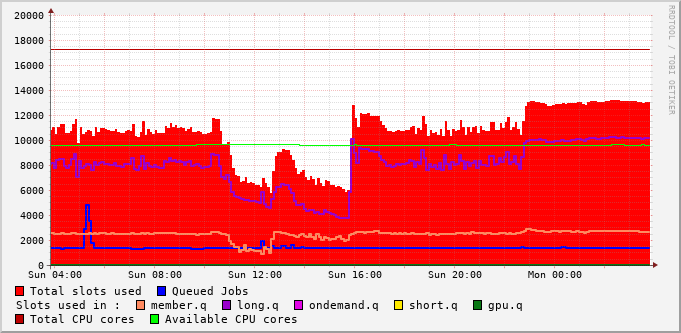 20000
18000
16000
14000
12000
10000
8000
6000
4000
2000
0
Sun 04:00 Sun 08:00 Sun 12:00 Sun 16:00 Sun 20:00 Mon 00:00
Total slots used Queued Jobs
Slots used in : member.q long.q ondemand.q short.q gpu.q
Total CPU cores Available CPU cores
RRDTOOL / TOBI OETIKER